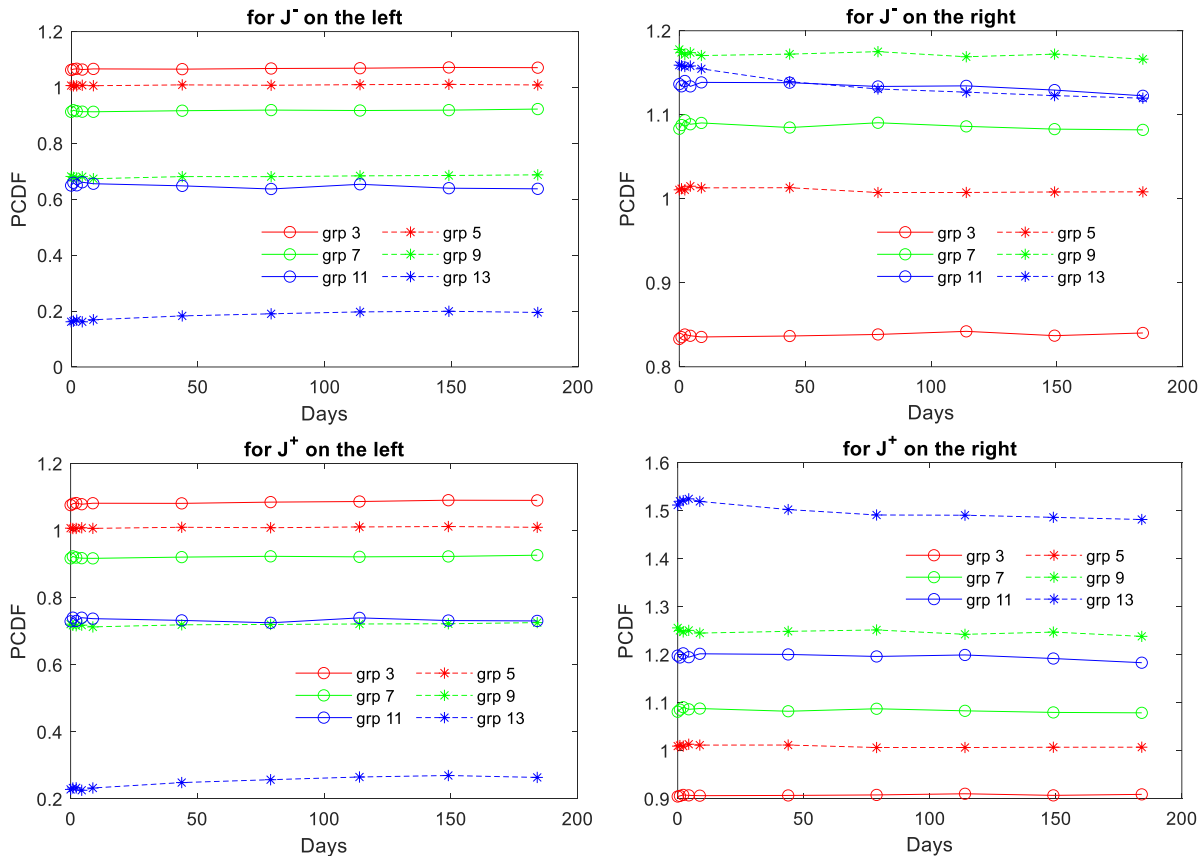 for J⁻ on the left
1.2
1
0.8
0.6
0.4
0.2
0
PCDF
grp 3 grp 5
grp 7 grp 9
grp 11 grp 13
0 50 100 150 200
Days
for J⁻ on the right
1.2
1.1
1
0.9
0.8
PCDF
grp 3 grp 5
grp 7 grp 9
grp 11 grp 13
0 50 100 150 200
Days
for J⁺ on the left
1.2
1
0.8
0.6
0.4
0.2
PCDF
grp 3 grp 5
grp 7 grp 9
grp 11 grp 13
0 50 100 150 200
Days
for J⁺ on the right
1.6
1.5
1.4
1.3
1.2
1.1
1
0.9
PCDF
grp 3 grp 5
grp 7 grp 9
grp 11 grp 13
0 50 100 150 200
Days